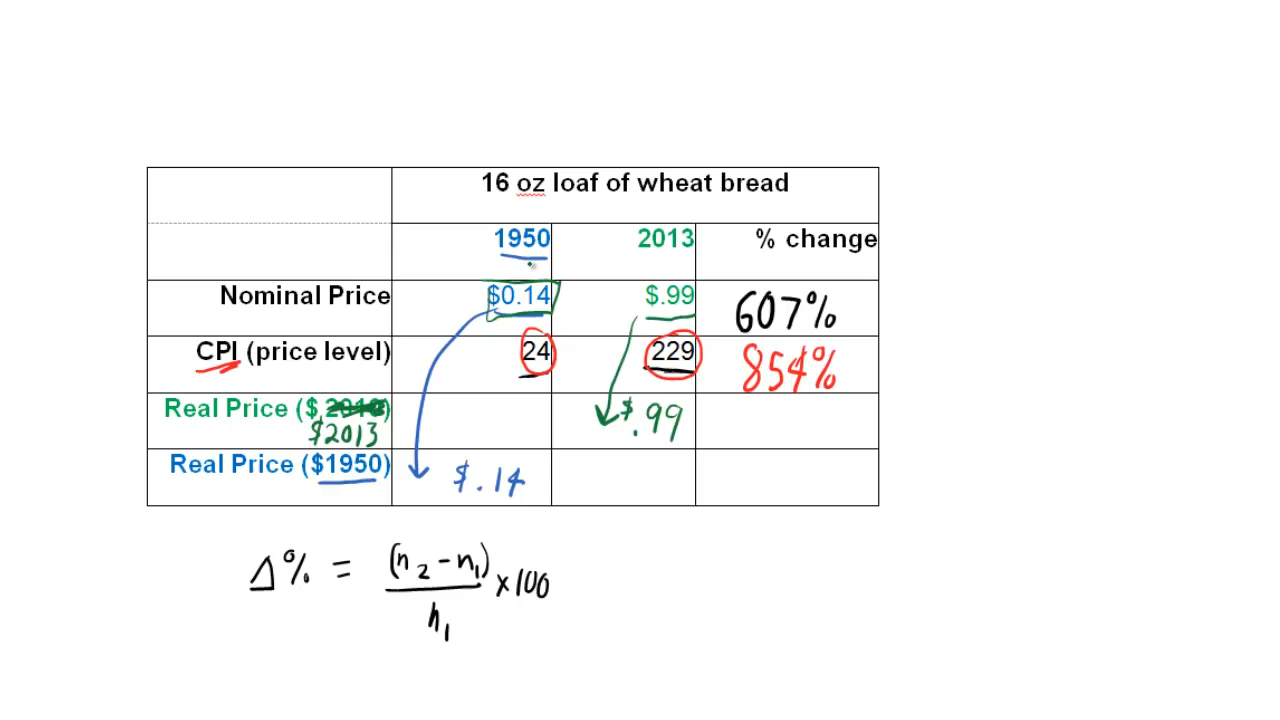 16 oz loaf of wheat bread
1950 2013 % change
Nominal Price $0.14 $.99 607%
CPI (price level) 24 229 854%
Real Price ($ ) $.99
$2013
Real Price ($1950) $.14
Δ% = (n2 - n1) × 100
n1